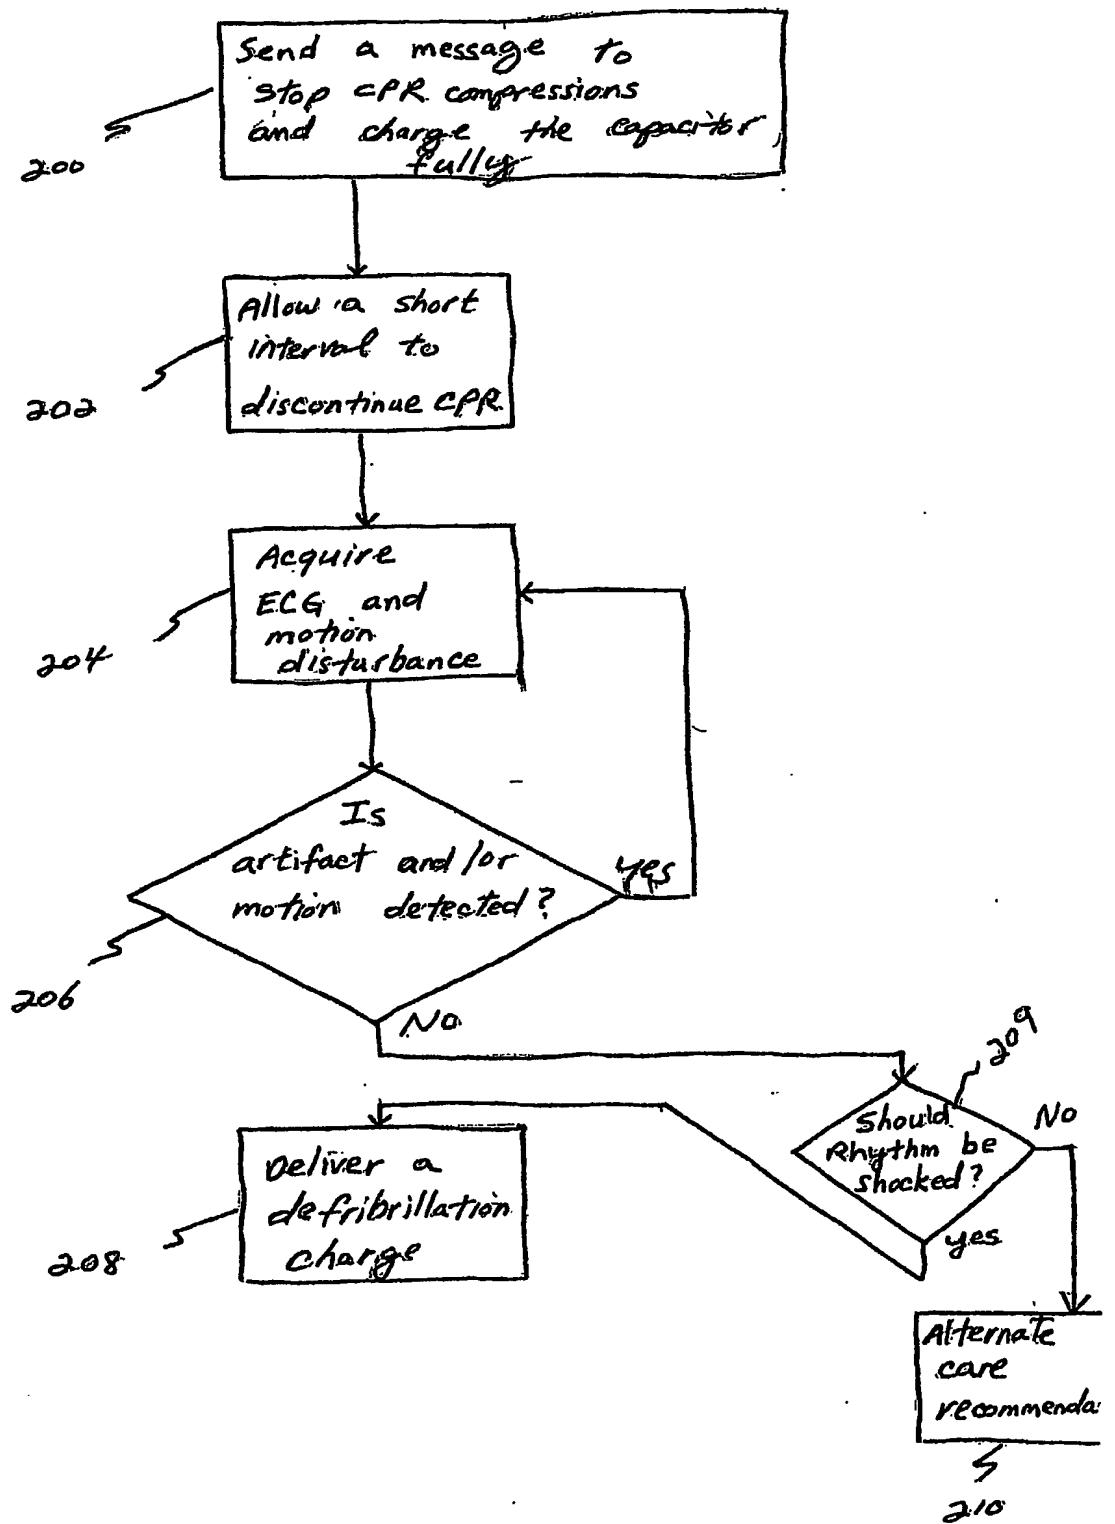 Send a message to
stop CPR compressions
and charge the capacitor
fully
200
Allow a short
interval to
discontinue CPR
202
Acquire
ECG and
motion
disturbance
204
Is
artifact and/or
motion detected?
yes
206
No
209
Should
Rhythm be
shocked?
No
yes
Deliver a
defribrillation
charge
208
Alternate
care
recommenda
210